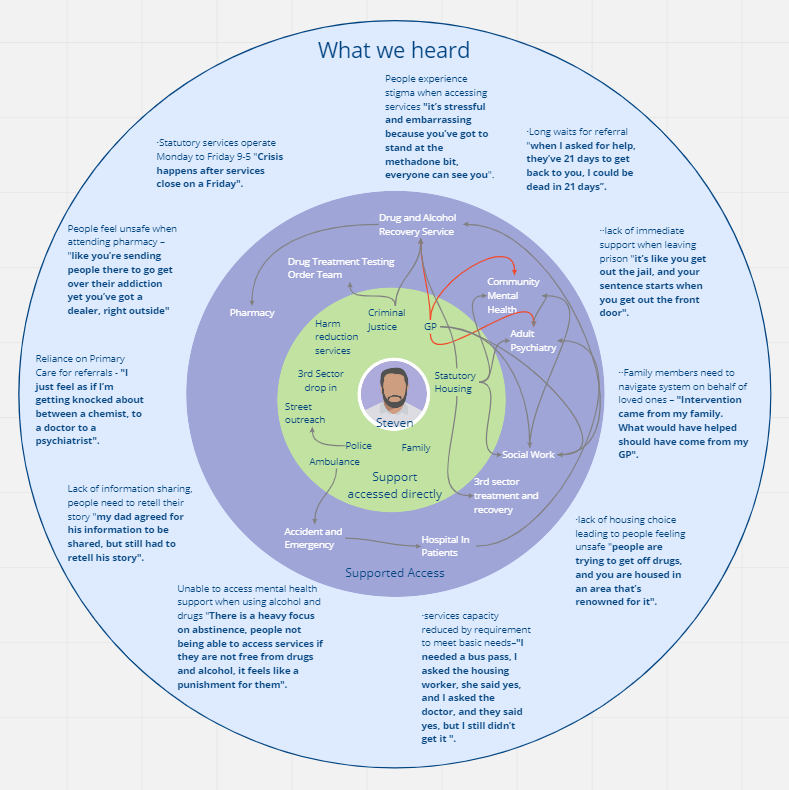 What we heard
People experience
stigma when accessing
services "it's stressful
and embarrassing
because you've got to
stand at the
methadone bit,
everyone can see you".
·Long waits for referral
"when I asked for help,
they've 21 days to get
back to you, I could be
dead in 21 days".
·Statutory services operate
Monday to Friday 9-5 "Crisis
happens after services
close on a Friday".
People feel unsafe when
attending pharmacy –
"like you're sending
people there to go get
over their addiction
yet you've got a
dealer, right outside"
··lack of immediate
support when leaving
prison "it's like you get
out the jail, and your
sentence starts when
you get out the front
door".
Drug and Alcohol
Recovery Service
Drug Treatment Testing
Order Team
Community
Mental
Health
Pharmacy
Criminal
Justice
GP
Harm
reduction
services
Adult
Psychiatry
3rd Sector
drop in
Statutory
Housing
Street
outreach
Steven
Police
Family
Ambulance
Support
accessed directly
Social Work
3rd sector
treatment and
recovery
Accident and
Emergency
Hospital In
Patients
Supported Access
Reliance on Primary
Care for referrals - "I
just feel as if I'm
getting knocked about
between a chemist, to
a doctor to a
psychiatrist".
··Family members need to
navigate system on behalf of
loved ones – "Intervention
came from my family.
What would have helped
should have come from my
GP".
Lack of information sharing,
people need to retell their
story "my dad agreed for
his information to be
shared, but still had to
retell his story".
·lack of housing choice
leading to people feeling
unsafe "people are
trying to get off drugs,
and you are housed in
an area that's
renowned for it".
Unable to access mental health
support when using alcohol and
drugs "There is a heavy focus
on abstinence, people not
being able to access services if
they are not free from drugs
and alcohol, it feels like a
punishment for them".
·services capacity
reduced by requirement
to meet basic needs–"I
needed a bus pass, I
asked the housing
worker, she said yes,
and I asked the
doctor, and they said
yes, but I still didn't
get it ".